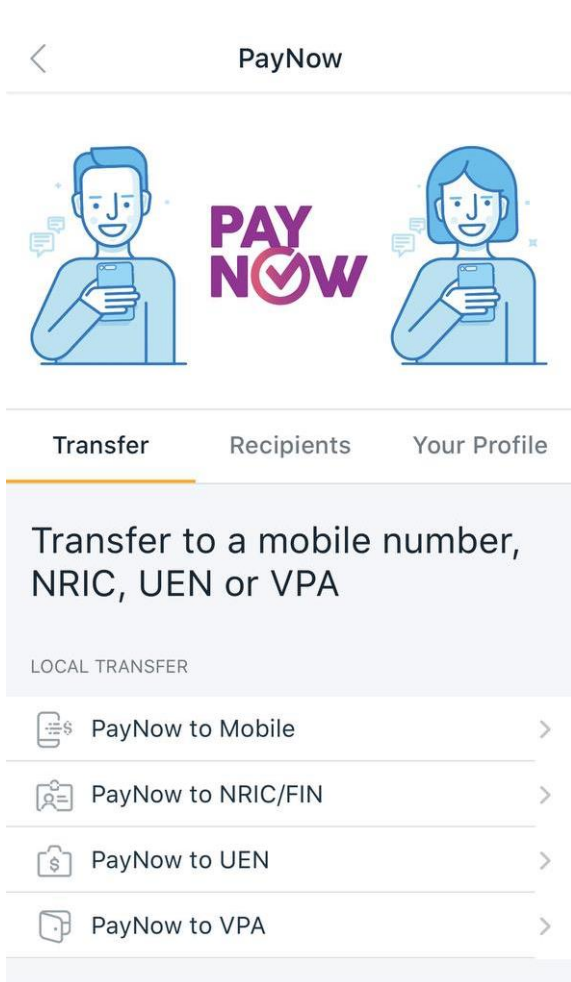 PayNow
PAY
NOW
Transfer
Recipients
Your Profile
Transfer to a mobile number,
NRIC, UEN or VPA
LOCAL TRANSFER
PayNow to Mobile
PayNow to NRIC/FIN
PayNow to UEN
PayNow to VPA